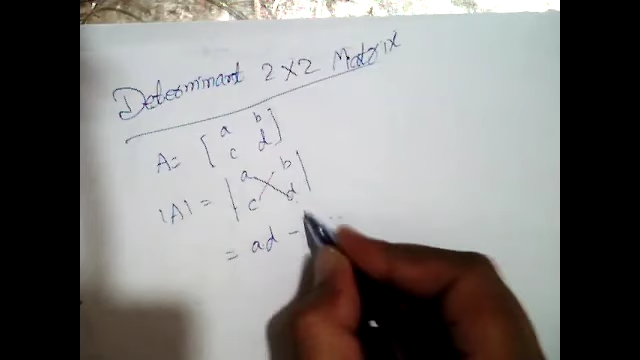 Determinant 2x2 Matrix
A = [a b
c d]
|A| = |a b
c d|
= ad -